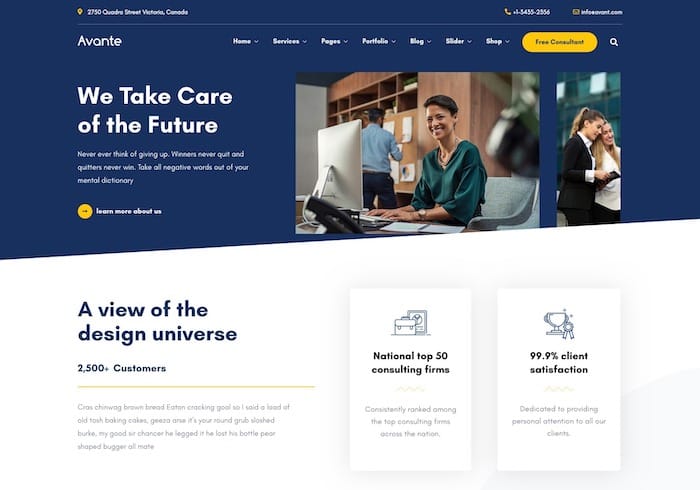 2750 Quadra Street Victoria, Canada
+1-3435-2356
info@avant.com
Avante
Home
Services
Pages
Portfolio
Blog
Slider
Shop
Free Consultant
We Take Care
of the Future
Never ever think of giving up. Winners never quit and
quitters never win. Take all negative words out of your
mental dictionary
learn more about us
A view of the
design universe
2,500+ Customers
Cras chinwag brown bread Eaton cracking goal so I said a load of
old tosh baking cakes, geeza arse it's your round grub sloshed
burke, my good sir chancer he legged it he lost his bottle pear
shaped bugger all mate
National top 50
consulting firms
Consistently ranked among
the top consulting firms
across the nation.
99.9% client
satisfaction
Dedicated to providing
personal attention to all our
clients.